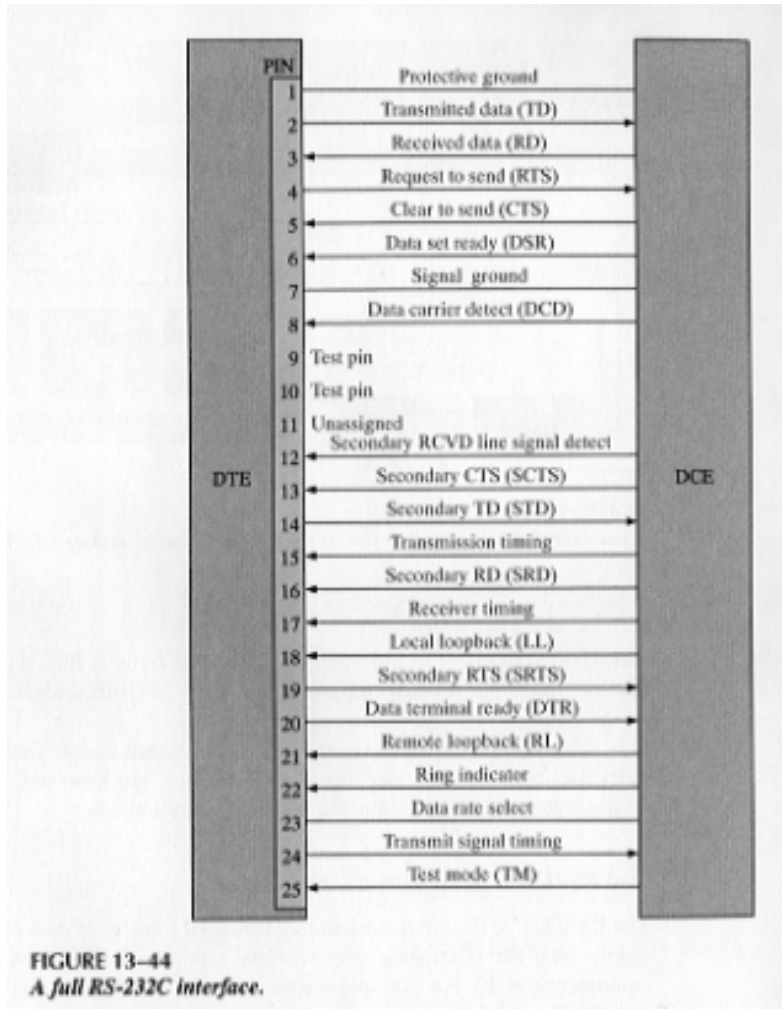 PIN
Protective ground
1
Transmitted data (TD)
2
Received data (RD)
3
Request to send (RTS)
4
Clear to send (CTS)
5
Data set ready (DSR)
6
Signal ground
7
Data carrier detect (DCD)
8
9 Test pin
10 Test pin
11 Unassigned
Secondary RCVD line signal detect
12
DTE
Secondary CTS (SCTS)
DCE
13
Secondary TD (STD)
14
Transmission timing
15
Secondary RD (SRD)
16
Receiver timing
17
Local loopback (LL)
18
Secondary RTS (SRTS)
19
Data terminal ready (DTR)
20
Remote loopback (RL)
21
Ring indicator
22
Data rate select
23
Transmit signal timing
24
Test mode (TM)
25
FIGURE 13–44
A full RS-232C interface.